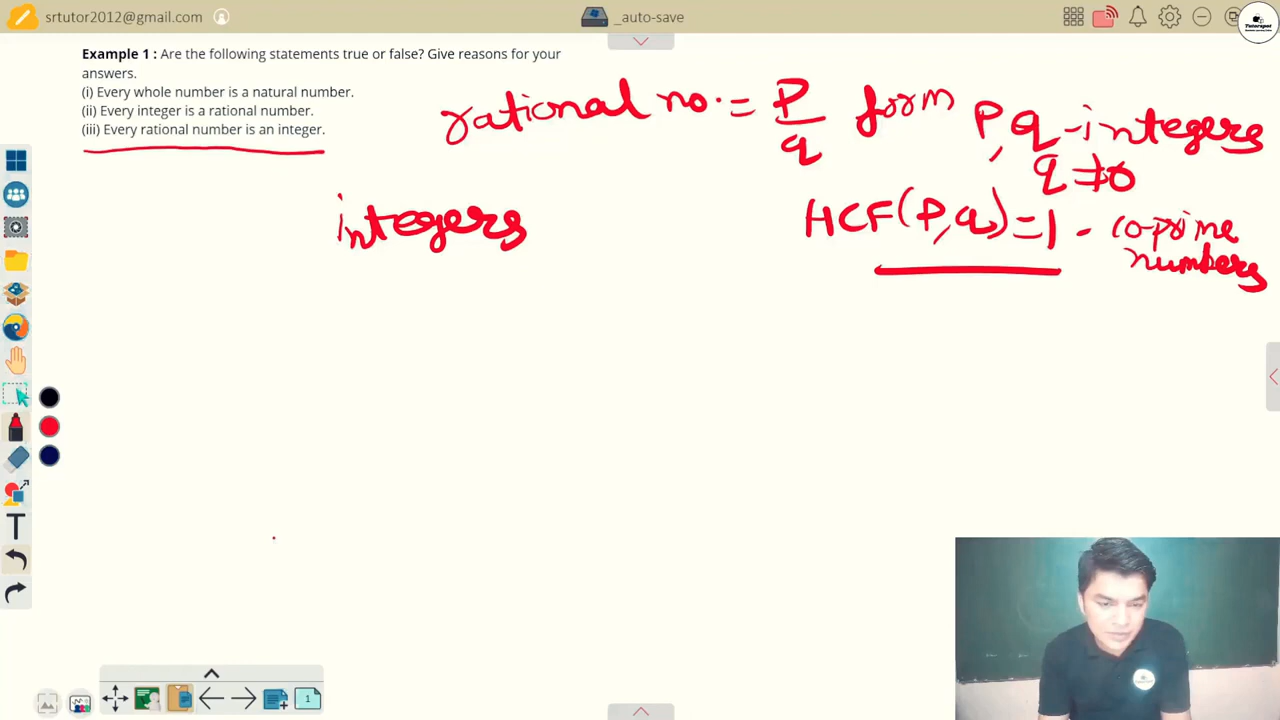 srtutor2012@gmail.com
_auto-save
Tutorspot
Example 1 : Are the following statements true or false? Give reasons for your
answers.
(i) Every whole number is a natural number.
(ii) Every integer is a rational number.
(iii) Every rational number is an integer.
rational no. = P/q form P, q - integers
q ≠ 0
integers
HCF(P,q) = 1 - co-prime
numbers
T
1